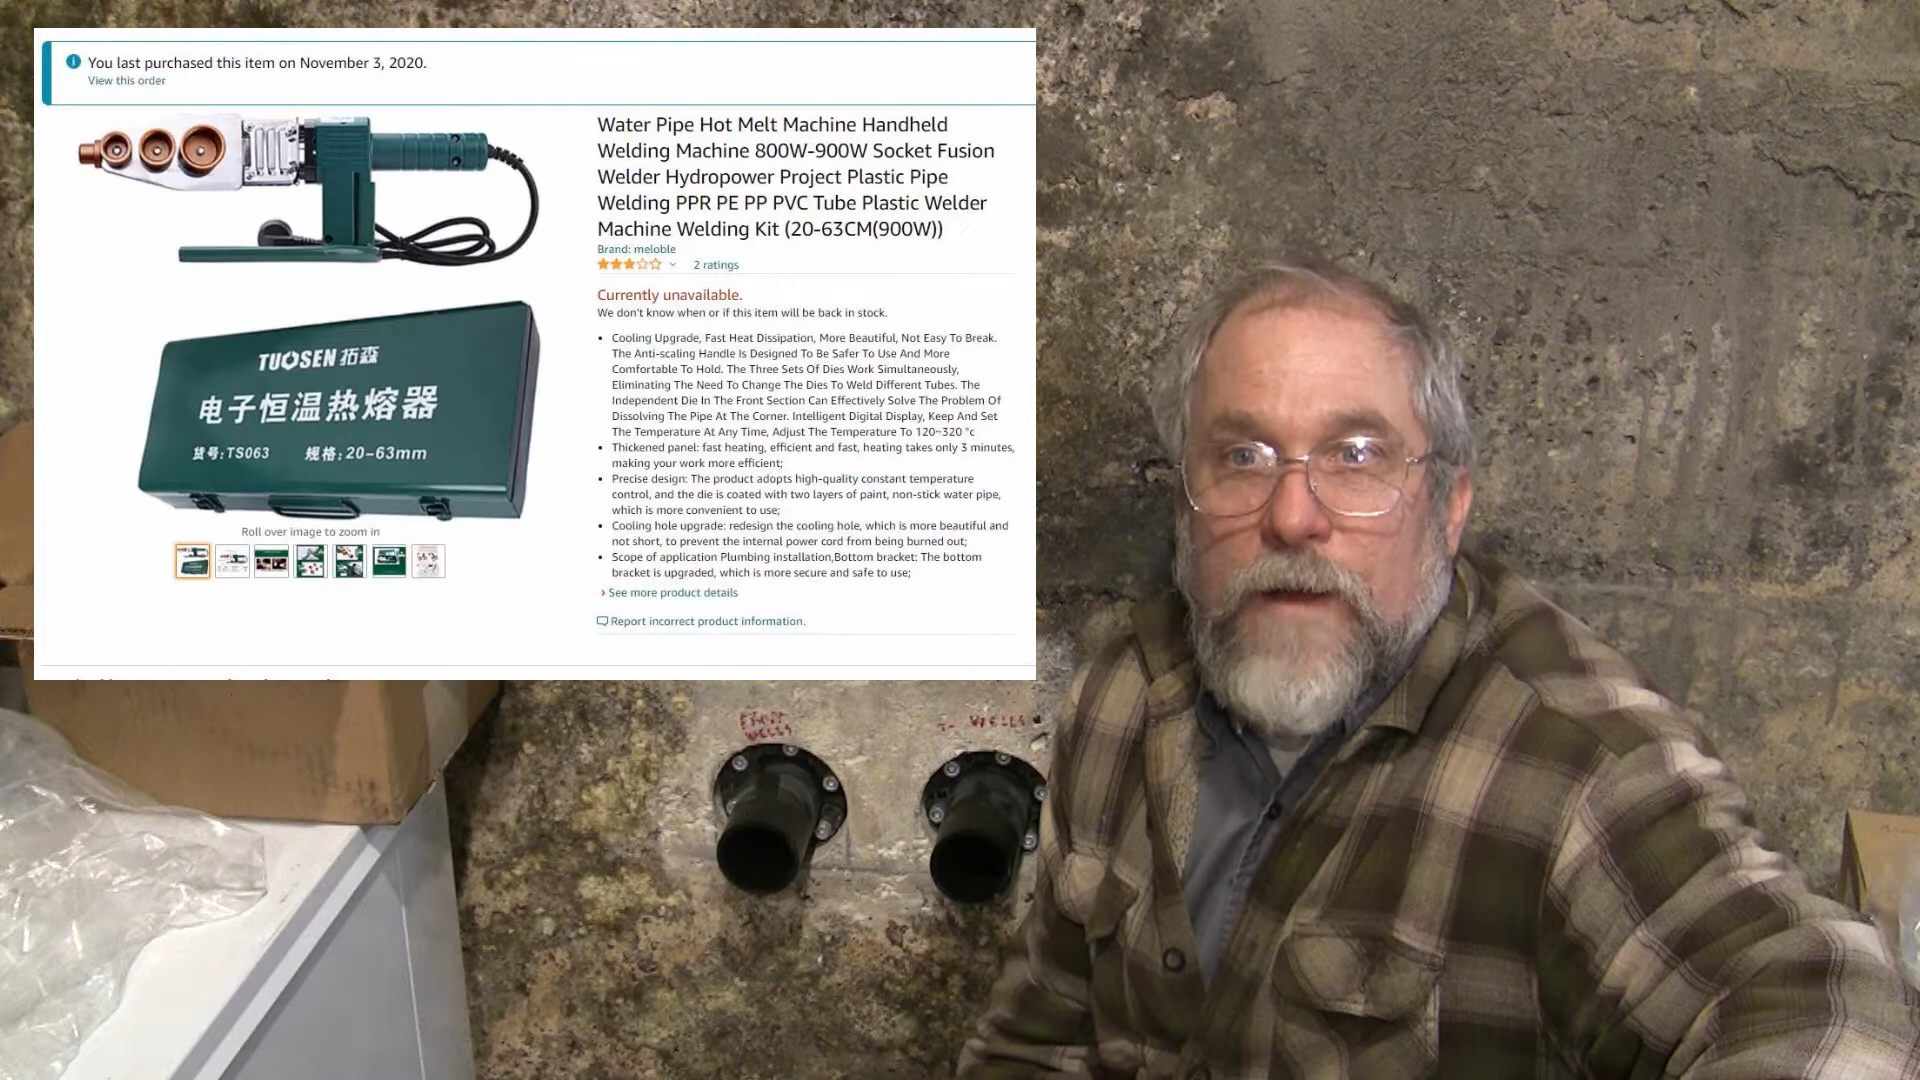 You last purchased this item on November 3, 2020.
View this order
Water Pipe Hot Melt Machine Handheld
Welding Machine 800W-900W Socket Fusion
Welder Hydropower Project Plastic Pipe
Welding PPR PE PP PVC Tube Plastic Welder
Machine Welding Kit (20-63CM(900W))
Brand: meloble
2 ratings
Currently unavailable.
We don't know when or if this item will be back in stock.
• Cooling Upgrade, Fast Heat Dissipation, More Beautiful, Not Easy To Break.
The Anti-scaling Handle Is Designed To Be Safer To Use And More
Comfortable To Hold. The Three Sets Of Dies Work Simultaneously,
Eliminating The Need To Change The Dies To Weld Different Tubes. The
Independent Die In The Front Section Can Effectively Solve The Problem Of
Dissolving The Pipe At The Corner. Intelligent Digital Display, Keep And Set
The Temperature At Any Time, Adjust The Temperature To 120~320 °c
• Thickened panel: fast heating, efficient and fast, heating takes only 3 minutes,
making your work more efficient;
• Precise design: The product adopts high-quality constant temperature
control, and the die is coated with two layers of paint, non-stick water pipe,
which is more convenient to use;
• Cooling hole upgrade: redesign the cooling hole, which is more beautiful and
not short, to prevent the internal power cord from being burned out;
• Scope of application Plumbing installation,Bottom bracket: The bottom
bracket is upgraded, which is more secure and safe to use;
› See more product details
Report incorrect product information.
TUOSEN 拓森
电子恒温热熔器
货号:TS063 规格:20-63mm
Roll over image to zoom in
WELLS
WELLS